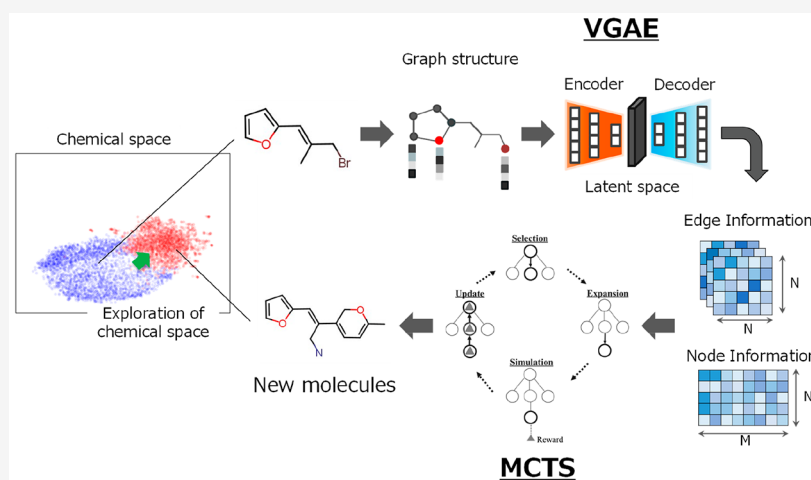 VGAE
Graph structure
Encoder
Decoder
Chemical space
O
Br
Latent space
Edge Information
Selection
N
Update
Expansion
N
Exploration of
chemical space
O
O
N
Node Information
Simulation
New molecules
N
Reward
M
MCTS